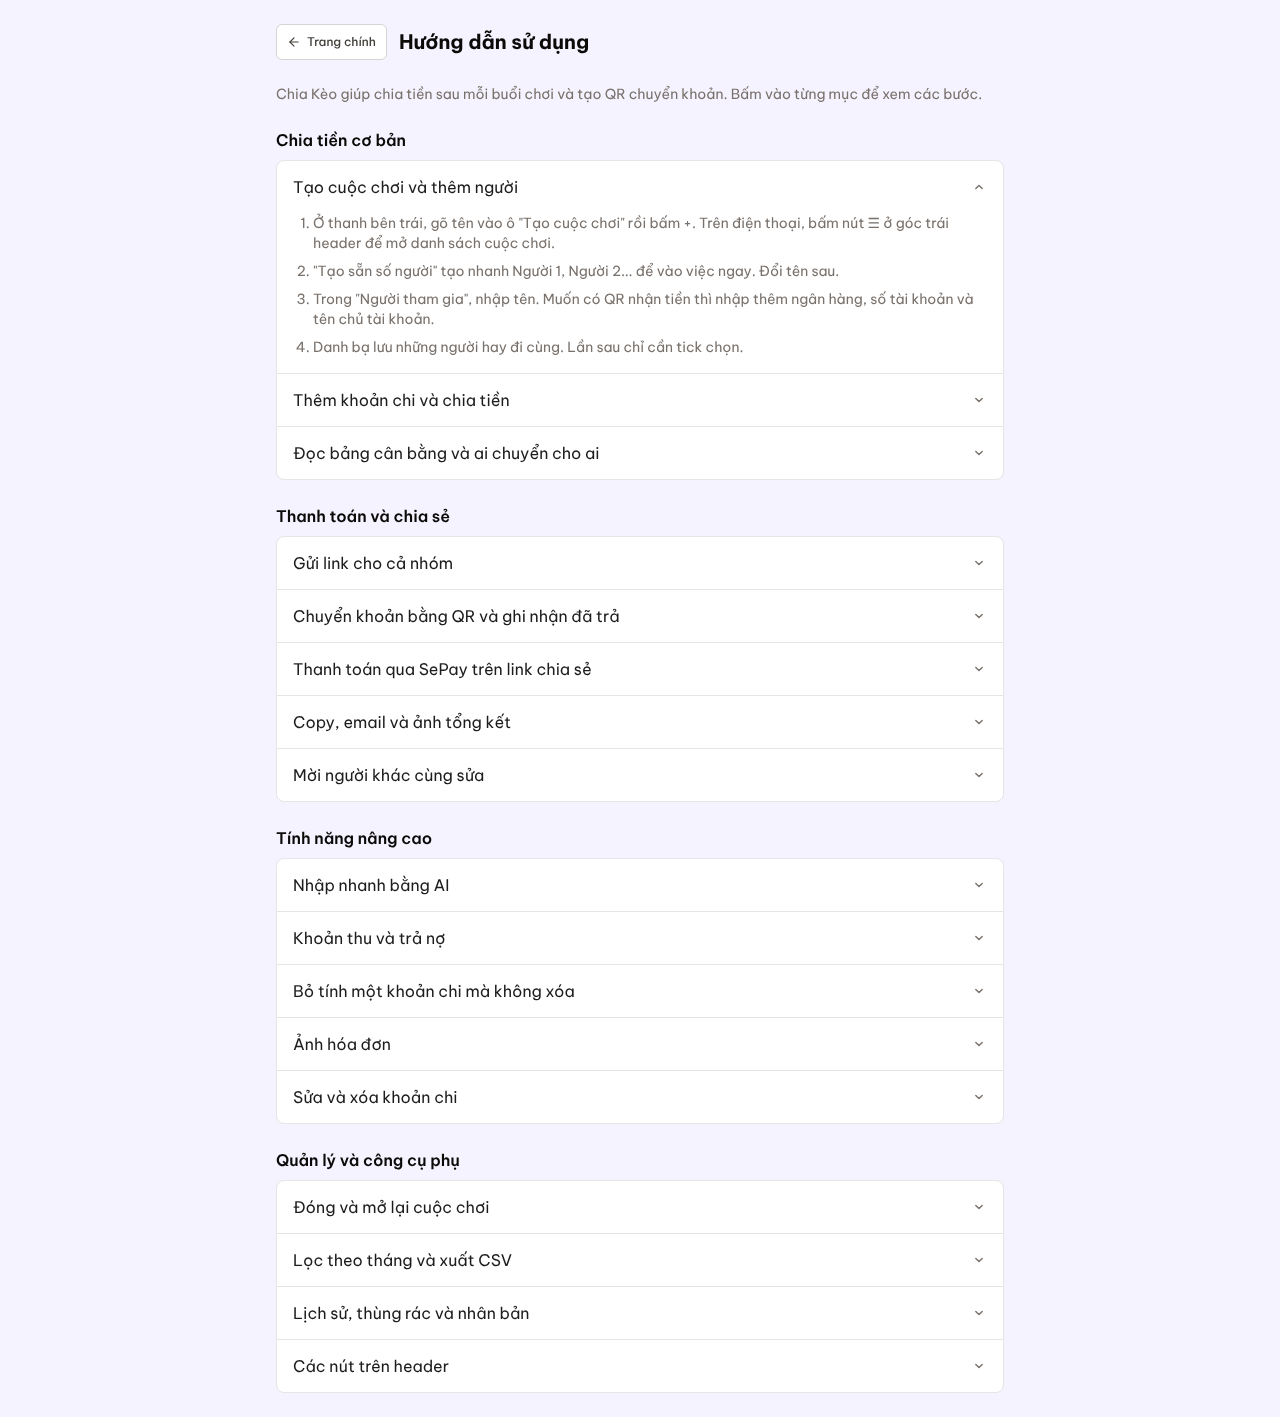 Trang chính
Hướng dẫn sử dụng
Chia Kèo giúp chia tiền sau mỗi buổi chơi và tạo QR chuyển khoản. Bấm vào từng mục để xem các bước.
Chia tiền cơ bản
Tạo cuộc chơi và thêm người
1. Ở thanh bên trái, gõ tên vào ô "Tạo cuộc chơi" rồi bấm +. Trên điện thoại, bấm nút ☰ ở góc trái
header để mở danh sách cuộc chơi.
2. "Tạo sẵn số người" tạo nhanh Người 1, Người 2... để vào việc ngay. Đổi tên sau.
3. Trong "Người tham gia", nhập tên. Muốn có QR nhận tiền thì nhập thêm ngân hàng, số tài khoản và
tên chủ tài khoản.
4. Danh bạ lưu những người hay đi cùng. Lần sau chỉ cần tick chọn.
Thêm khoản chi và chia tiền
Đọc bảng cân bằng và ai chuyển cho ai
Thanh toán và chia sẻ
Gửi link cho cả nhóm
Chuyển khoản bằng QR và ghi nhận đã trả
Thanh toán qua SePay trên link chia sẻ
Copy, email và ảnh tổng kết
Mời người khác cùng sửa
Tính năng nâng cao
Nhập nhanh bằng AI
Khoản thu và trả nợ
Bỏ tính một khoản chi mà không xóa
Ảnh hóa đơn
Sửa và xóa khoản chi
Quản lý và công cụ phụ
Đóng và mở lại cuộc chơi
Lọc theo tháng và xuất CSV
Lịch sử, thùng rác và nhân bản
Các nút trên header